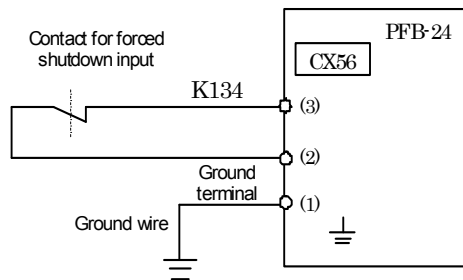 Contact for forced
shutdown input
PFB-24
CX56
K134
(3)
(2)
Ground
terminal
(1)
Ground wire